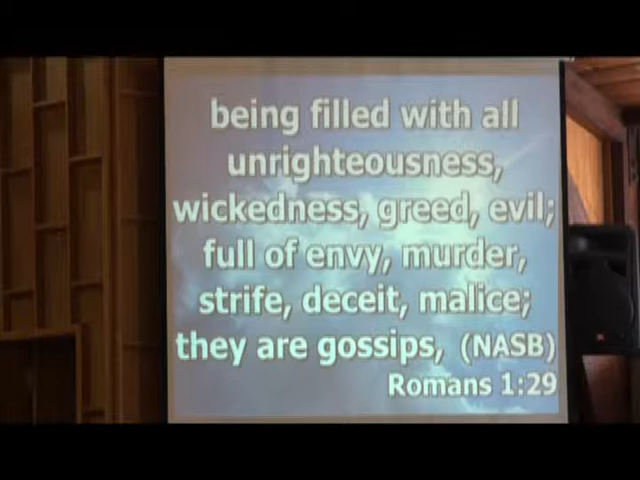 being filled with all
unrighteousness,
wickedness, greed, evil;
full of envy, murder,
strife, deceit, malice;
they are gossips, (NASB)
Romans 1:29